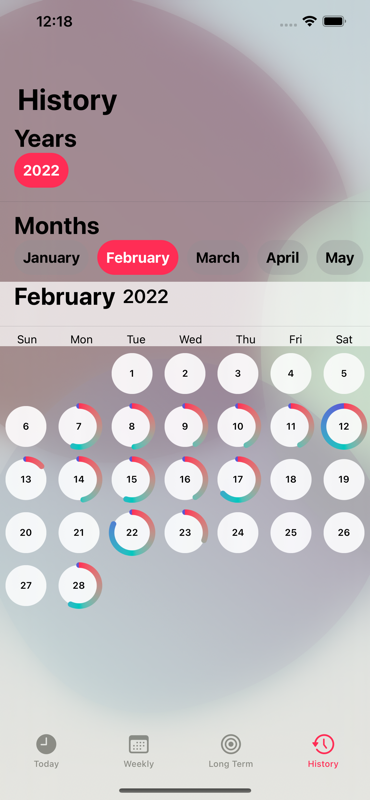 12:18
History
Years
2022
Months
January February March April May
February 2022
Sun Mon Tue Wed Thu Fri Sat
1 2 3 4 5
6 7 8 9 10 11 12
13 14 15 16 17 18 19
20 21 22 23 24 25 26
27 28
Today Weekly Long Term History